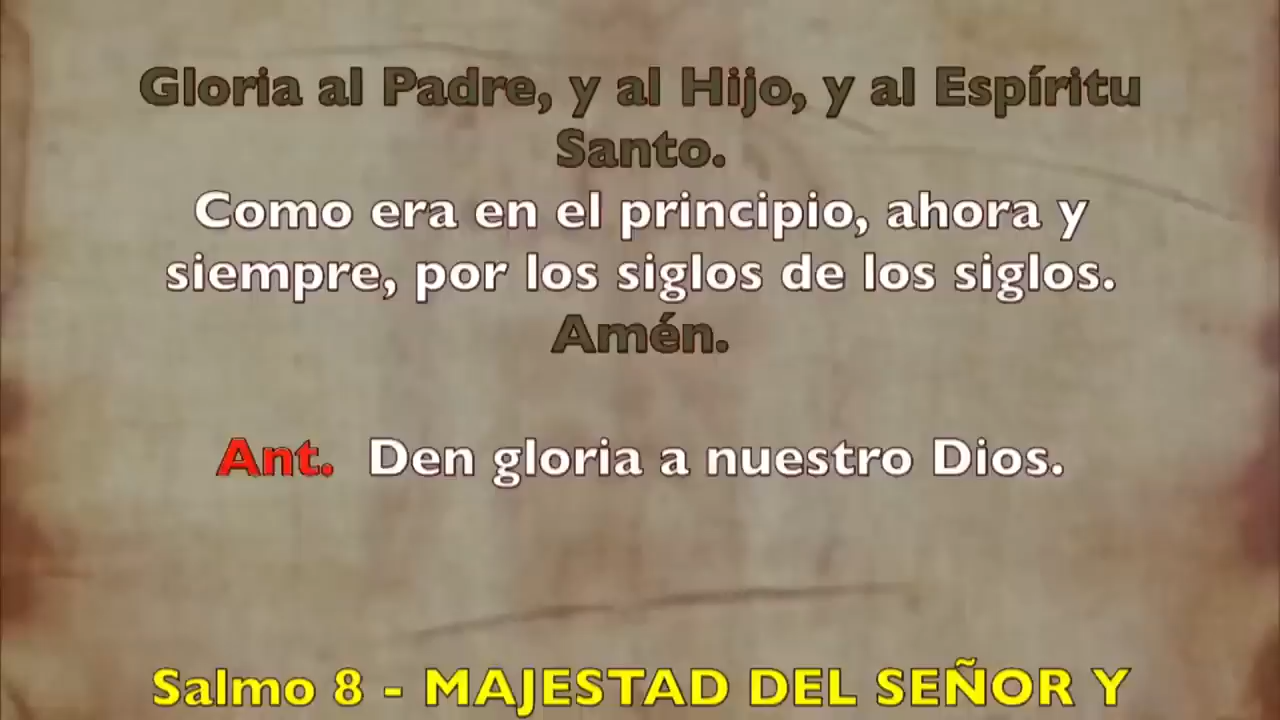 Gloria al Padre, y al Hijo, y al Espíritu
Santo.
Como era en el principio, ahora y
siempre, por los siglos de los siglos.
Amén.
Ant. Den gloria a nuestro Dios.
Salmo 8 - MAJESTAD DEL SEÑOR Y